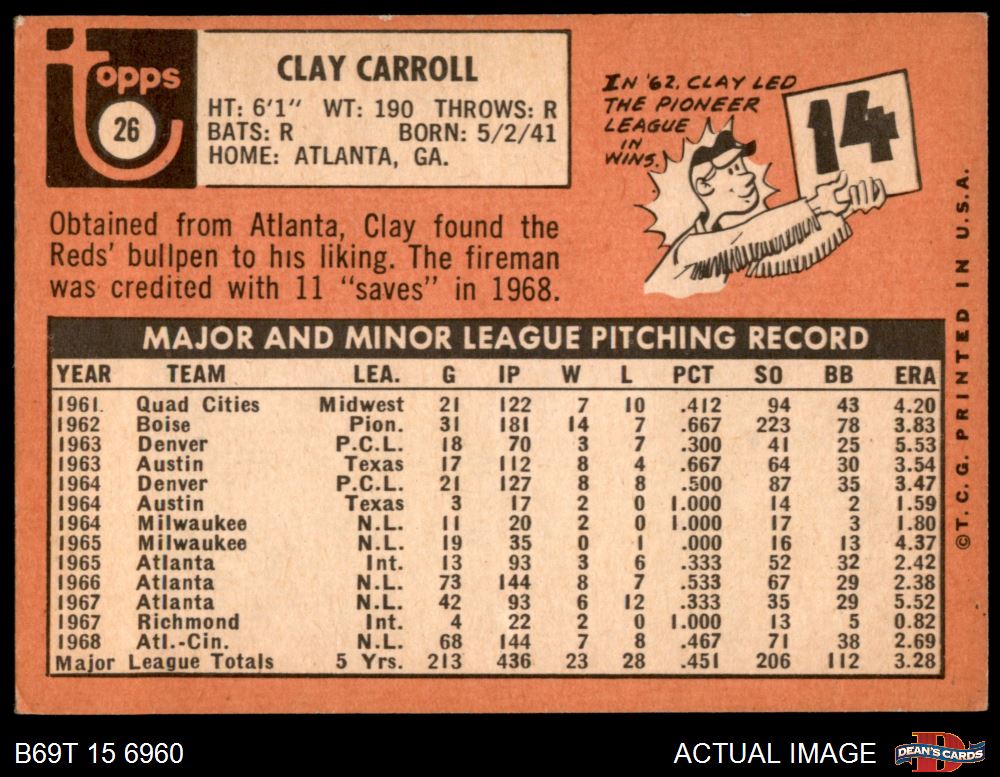 Topps
26
CLAY CARROLL
HT: 6'1" WT: 190 THROWS: R
BATS: R BORN: 5/2/41
HOME: ATLANTA, GA.
IN '62, CLAY LED
THE PIONEER
LEAGUE
IN
WINS.
14
Obtained from Atlanta, Clay found the
Reds' bullpen to his liking. The fireman
was credited with 11 "saves" in 1968.
MAJOR AND MINOR LEAGUE PITCHING RECORD
YEAR TEAM LEA. G IP W L PCT SO BB ERA
1961 Quad Cities Midwest 21 122 7 10 .412 94 43 4.20
1962 Boise Pion. 31 181 14 7 .667 223 78 3.83
1963 Denver P.C.L. 18 70 3 7 .300 41 25 5.53
1963 Austin Texas 17 112 8 4 .667 64 30 3.54
1964 Denver P.C.L. 21 127 8 8 .500 87 35 3.47
1964 Austin Texas 3 17 2 0 1.000 14 2 1.59
1964 Milwaukee N.L. 11 20 2 0 1.000 17 3 1.80
1965 Milwaukee N.L. 19 35 0 1 .000 16 13 4.37
1965 Atlanta Int. 13 93 3 6 .333 52 32 2.42
1966 Atlanta N.L. 73 144 8 7 .533 67 29 2.38
1967 Atlanta N.L. 42 93 6 12 .333 35 29 5.52
1967 Richmond Int. 4 22 2 0 1.000 13 5 0.82
1968 Atl.-Cin. N.L. 68 144 7 8 .467 71 38 2.69
Major League Totals 5 Yrs. 213 436 23 28 .451 206 112 3.28
©T.C.G. PRINTED IN U.S.A.
B69T 15 6960
ACTUAL IMAGE
DEAN'S CARDS